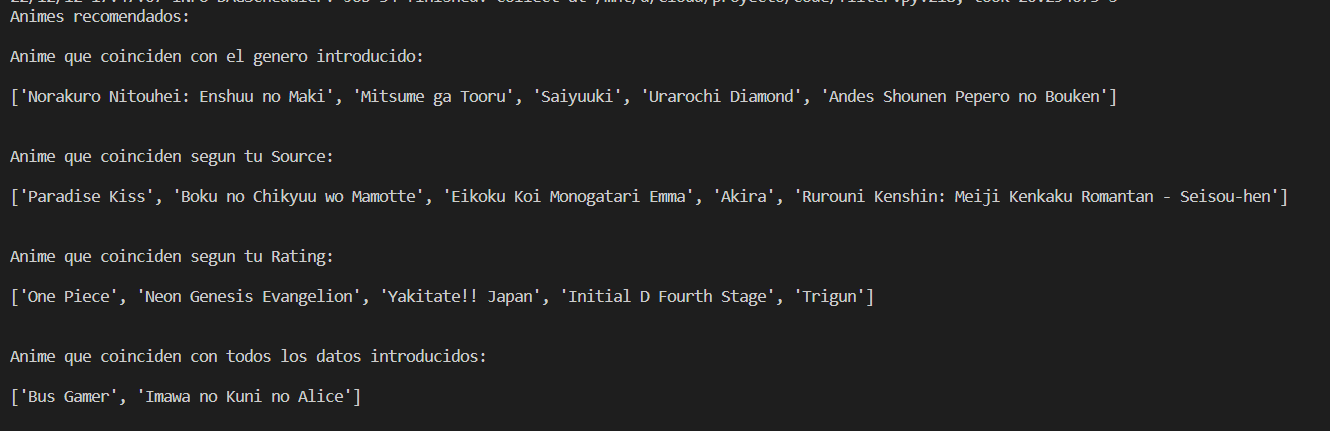 Animes recomendados:
Anime que coinciden con el genero introducido:
['Norakuro Nitouhei: Enshuu no Maki', 'Mitsume ga Tooru', 'Saiyuuki', 'Urarochi Diamond', 'Andes Shounen Pepero no Bouken']
Anime que coinciden segun tu Source:
['Paradise Kiss', 'Boku no Chikyuu wo Mamotte', 'Eikoku Koi Monogatari Emma', 'Akira', 'Rurouni Kenshin: Meiji Kenkaku Romantan - Seisou-hen']
Anime que coinciden segun tu Rating:
['One Piece', 'Neon Genesis Evangelion', 'Yakitate!! Japan', 'Initial D Fourth Stage', 'Trigun']
Anime que coinciden con todos los datos introducidos:
['Bus Gamer', 'Imawa no Kuni no Alice']